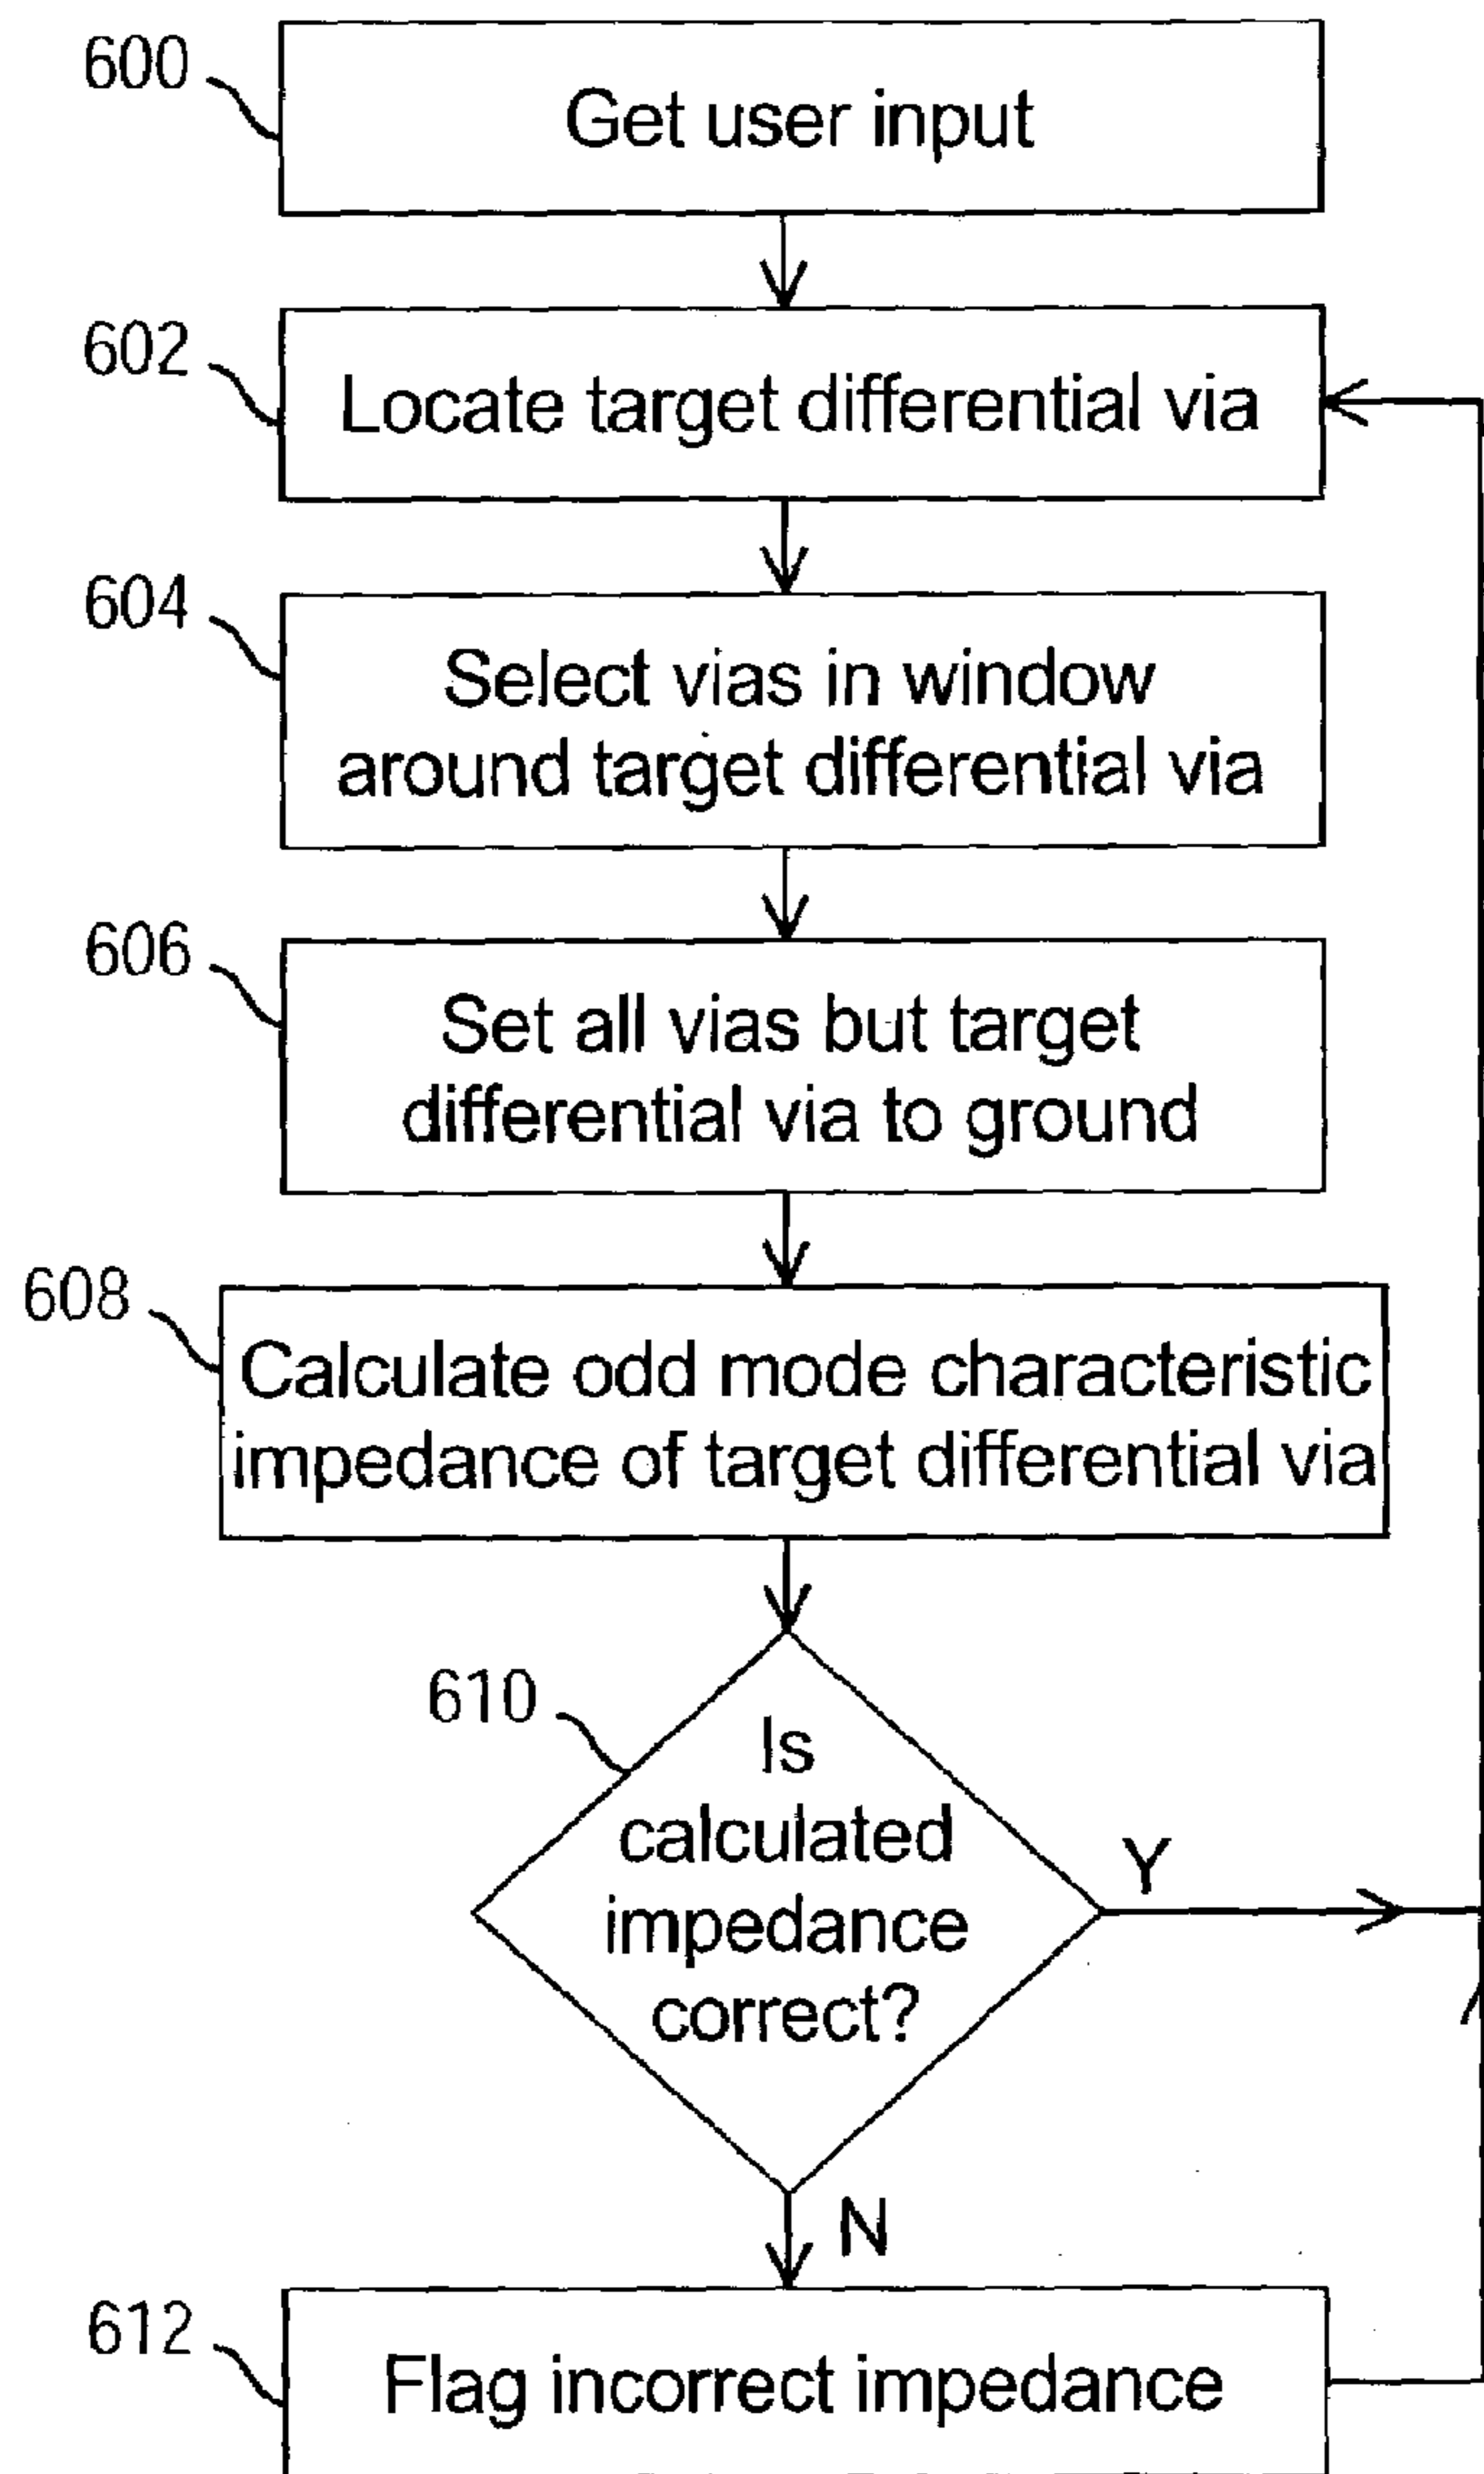 600
Get user input
602
Locate target differential via
604
Select vias in window
around target differential via
606
Set all vias but target
differential via to ground
608
Calculate odd mode characteristic
impedance of target differential via
610
Is
calculated
impedance
correct?
Y
N
612
Flag incorrect impedance